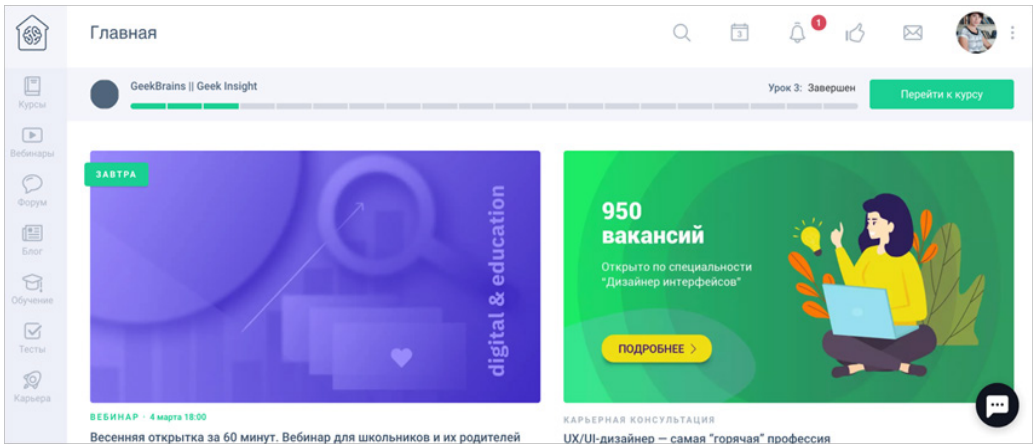 Главная
3
1
GeekBrains || Geek Insight
Урок 3: Завершен
Перейти к курсу
Курсы
Вебинары
Форум
Блог
Обучение
Тесты
Карьера
ЗАВТРА
digital & education
ВЕБИНАР · 4 марта 18:00
Весенняя открытка за 60 минут. Вебинар для школьников и их родителей
950
вакансий
Открыто по специальности
"Дизайнер интерфейсов"
ПОДРОБНЕЕ >
КАРЬЕРНАЯ КОНСУЛЬТАЦИЯ
UX/UI-дизайнер — самая "горячая" профессия